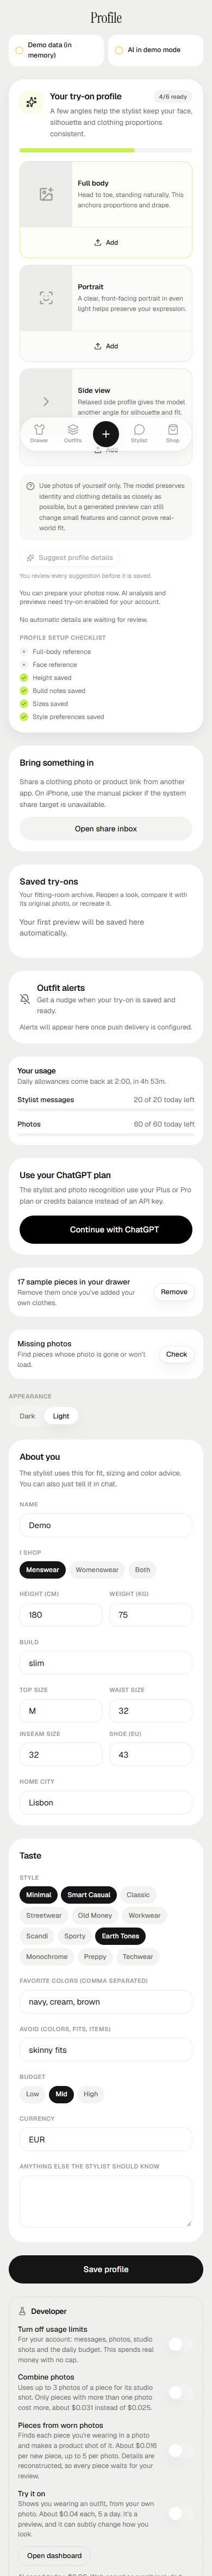 Profile
Demo data (in
memory)
AI in demo mode
Your try-on profile
4/6 ready
A few angles help the stylist keep your face,
silhouette and clothing proportions
consistent.
Full body
Head to toe, standing naturally. This
anchors proportions and drape.
Add
Portrait
A clear, front-facing portrait in even
light helps preserve your expression.
Add
Side view
Relaxed side profile gives the model
another angle for silhouette and fit.
Add
Drawer
Outfits
Stylist
Shop
Use photos of yourself only. The model preserves
identity and clothing details as closely as
possible, but a generated preview can still
change small features and cannot prove real-
world fit.
Suggest profile details
You review every suggestion before it is saved.
You can prepare your photos now. AI analysis and
previews need try-on enabled for your account.
No automatic details are waiting for review.
PROFILE SETUP CHECKLIST
Full-body reference
Face reference
Height saved
Build notes saved
Sizes saved
Style preferences saved
Bring something in
Share a clothing photo or product link from another
app. On iPhone, use the manual picker if the system
share target is unavailable.
Open share inbox
Saved try-ons
Your fitting-room archive. Reopen a look, compare it with
its original photo, or recreate it.
Your first preview will be saved here
automatically.
Outfit alerts
Get a nudge when your try-on is saved and
ready.
Alerts will appear here once push delivery is configured.
Your usage
Daily allowances come back at 2:00, in 4h 53m.
Stylist messages
20 of 20 today left
Photos
60 of 60 today left
Use your ChatGPT plan
The stylist and photo recognition use your Plus or Pro
plan or credits balance instead of an API key.
Continue with ChatGPT
17 sample pieces in your drawer
Remove them once you've added your
own clothes.
Remove
Missing photos
Find pieces whose photo is gone or won't
load.
Check
APPEARANCE
Dark
Light
About you
The stylist uses this for fit, sizing and color advice.
You can also just tell it in chat.
NAME
Demo
I SHOP
Menswear
Womenswear
Both
HEIGHT (CM)
WEIGHT (KG)
180
75
BUILD
slim
TOP SIZE
WAIST SIZE
M
32
INSEAM SIZE
SHOE (EU)
32
43
HOME CITY
Lisbon
Taste
STYLE
Minimal
Smart Casual
Classic
Streetwear
Old Money
Workwear
Scandi
Sporty
Earth Tones
Monochrome
Preppy
Techwear
FAVORITE COLORS (COMMA SEPARATED)
navy, cream, brown
AVOID (COLORS, FITS, ITEMS)
skinny fits
BUDGET
Low
Mid
High
CURRENCY
EUR
ANYTHING ELSE THE STYLIST SHOULD KNOW
Save profile
Developer
Turn off usage limits
For your account: messages, photos, studio
shots and the daily budget. This spends real
money with no cap.
Combine photos
Uses up to 3 photos of a piece for its studio
shot. Only pieces with more than one photo
cost more, about $0.031 instead of $0.025.
Pieces from worn photos
Finds each piece you're wearing in a photo
and makes a product shot of it. About $0.016
per new piece, up to 5 per photo. Details are
reconstructed, so every piece waits for your
review.
Try it on
Shows you wearing an outfit, from your own
photo. About $0.04 each, 5 a day. It's a
preview, and it can subtly change how you
look.
Open dashboard